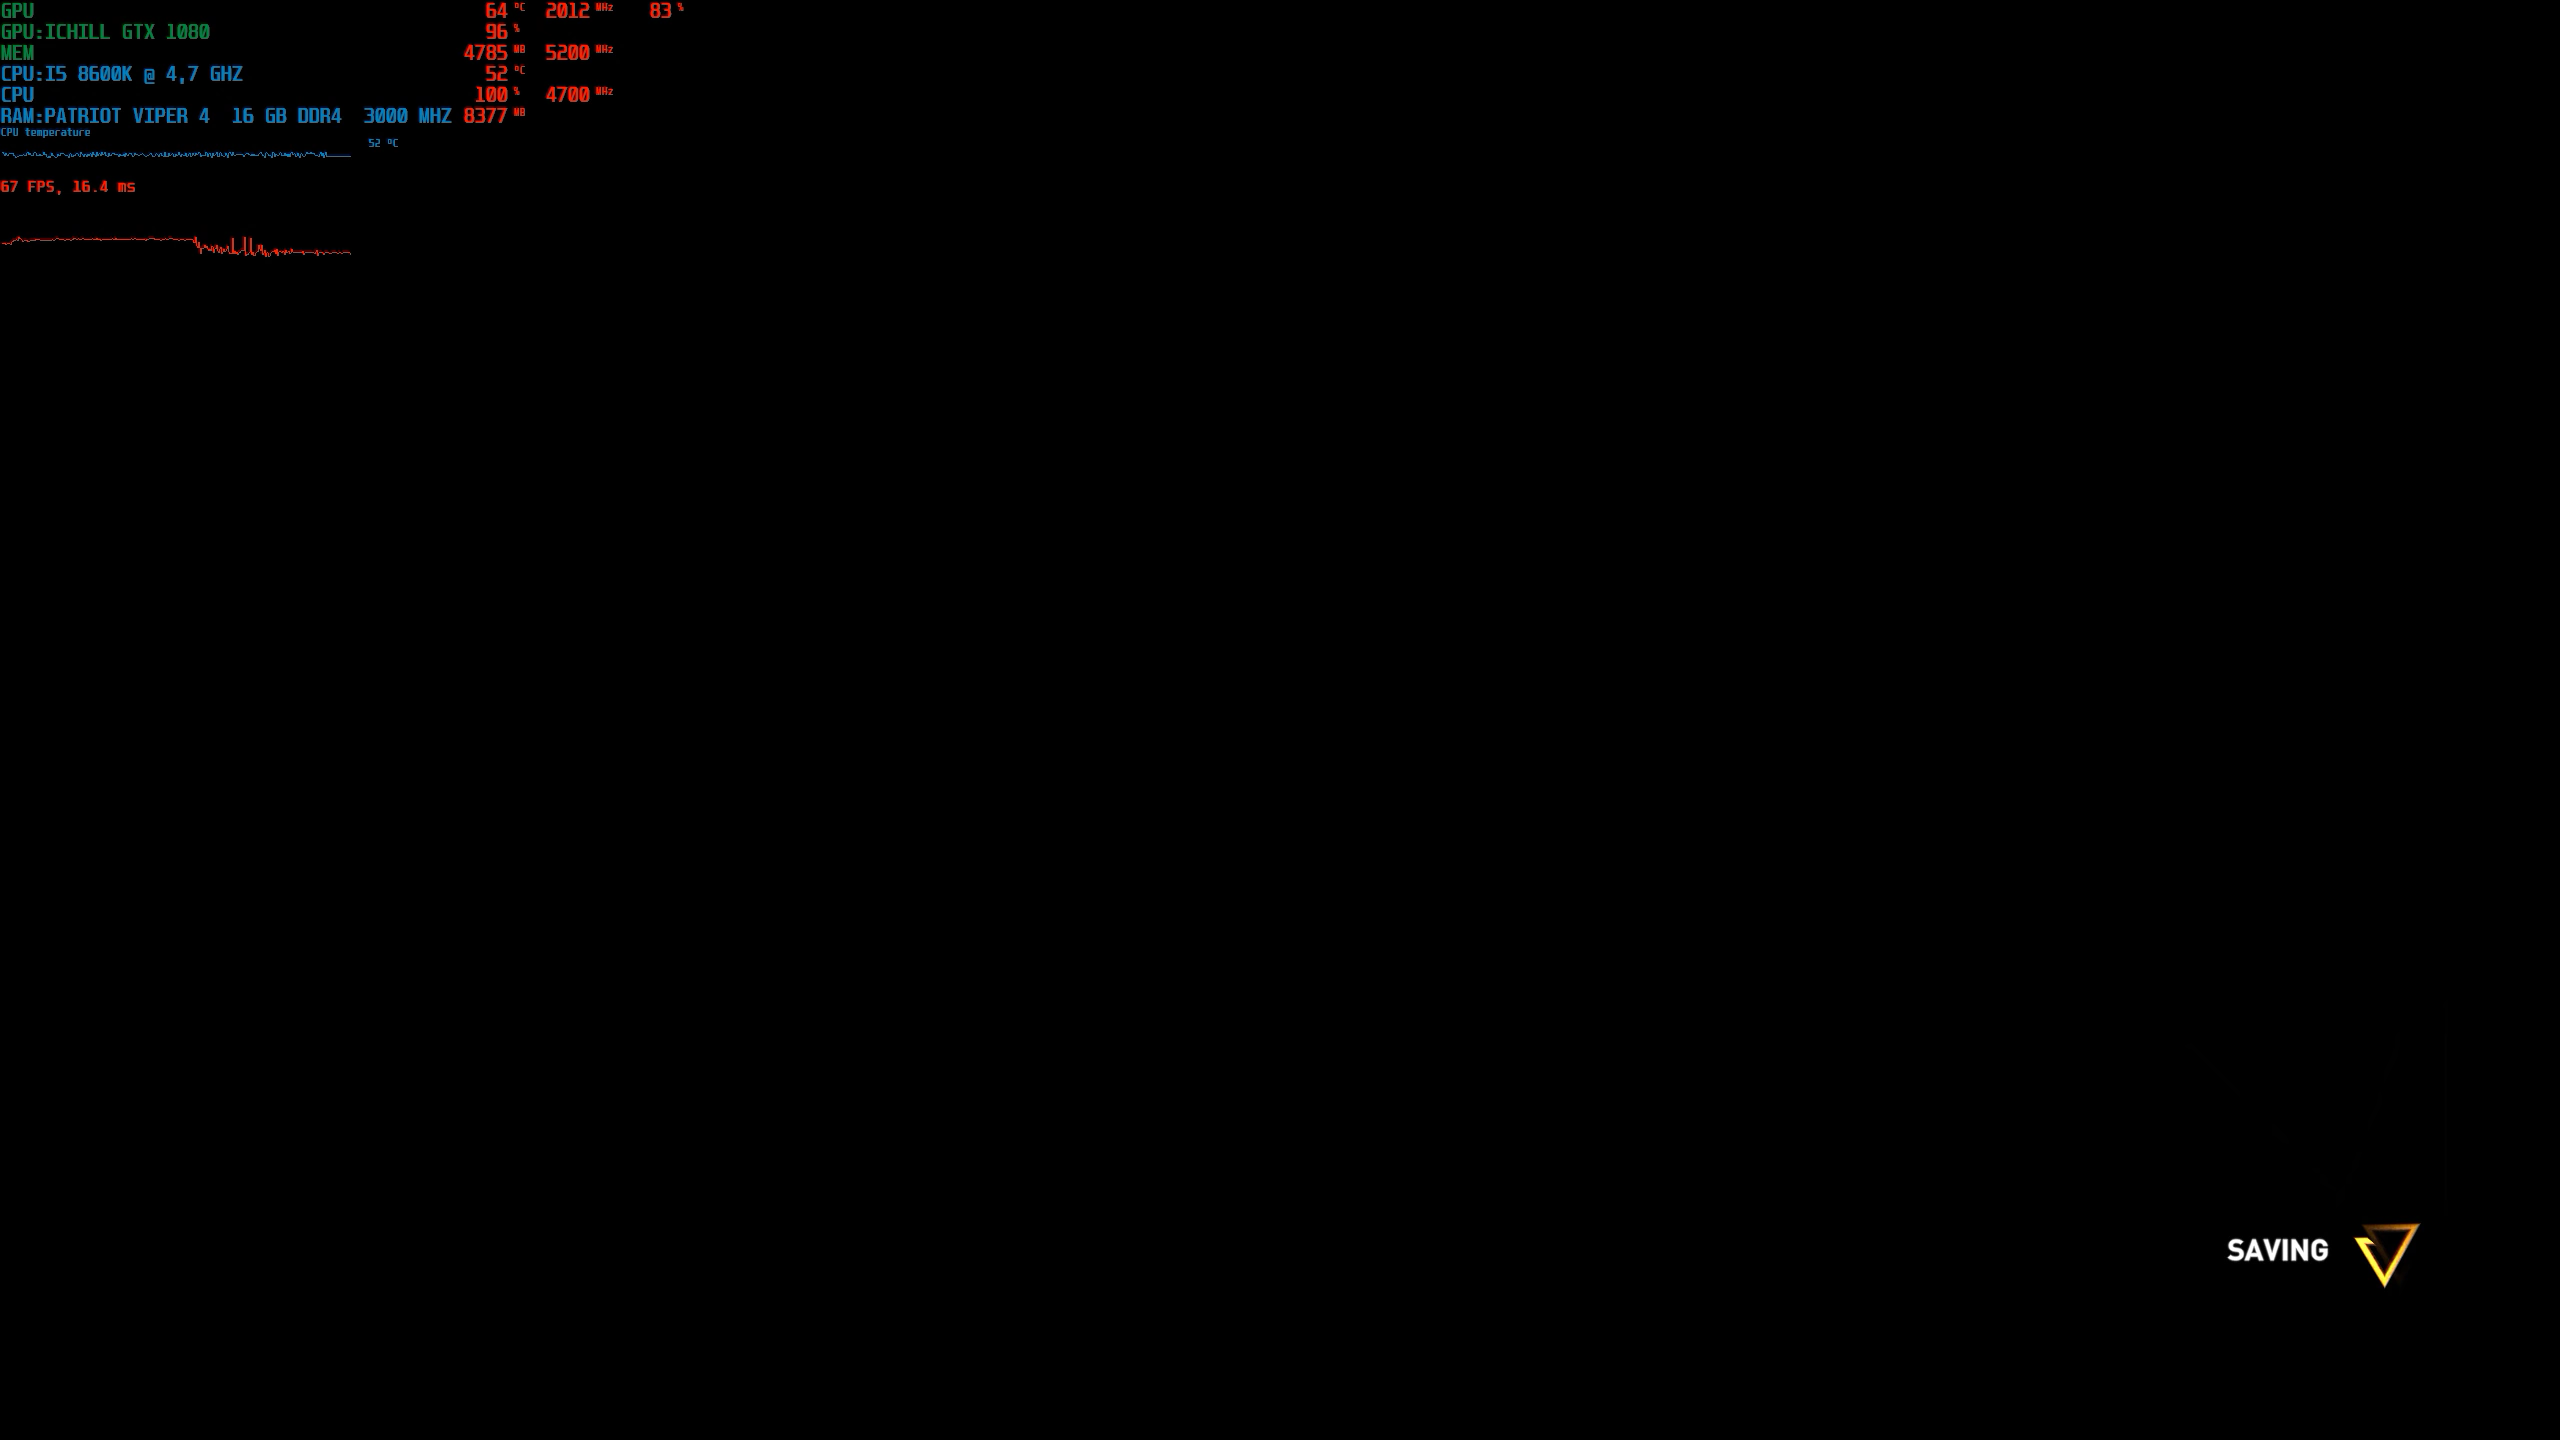 GPU 64 °C 2012 MHz 83 %
GPU:ICHILL GTX 1080 96 %
MEM 4785 MB 5200 MHz
CPU:I5 8600K @ 4,7 GHZ 52 °C
CPU 100 % 4700 MHz
RAM:PATRIOT VIPER 4 16 GB DDR4 3000 MHZ 8377 MB
CPU temperature
52 °C
67 FPS, 16.4 ms
SAVING